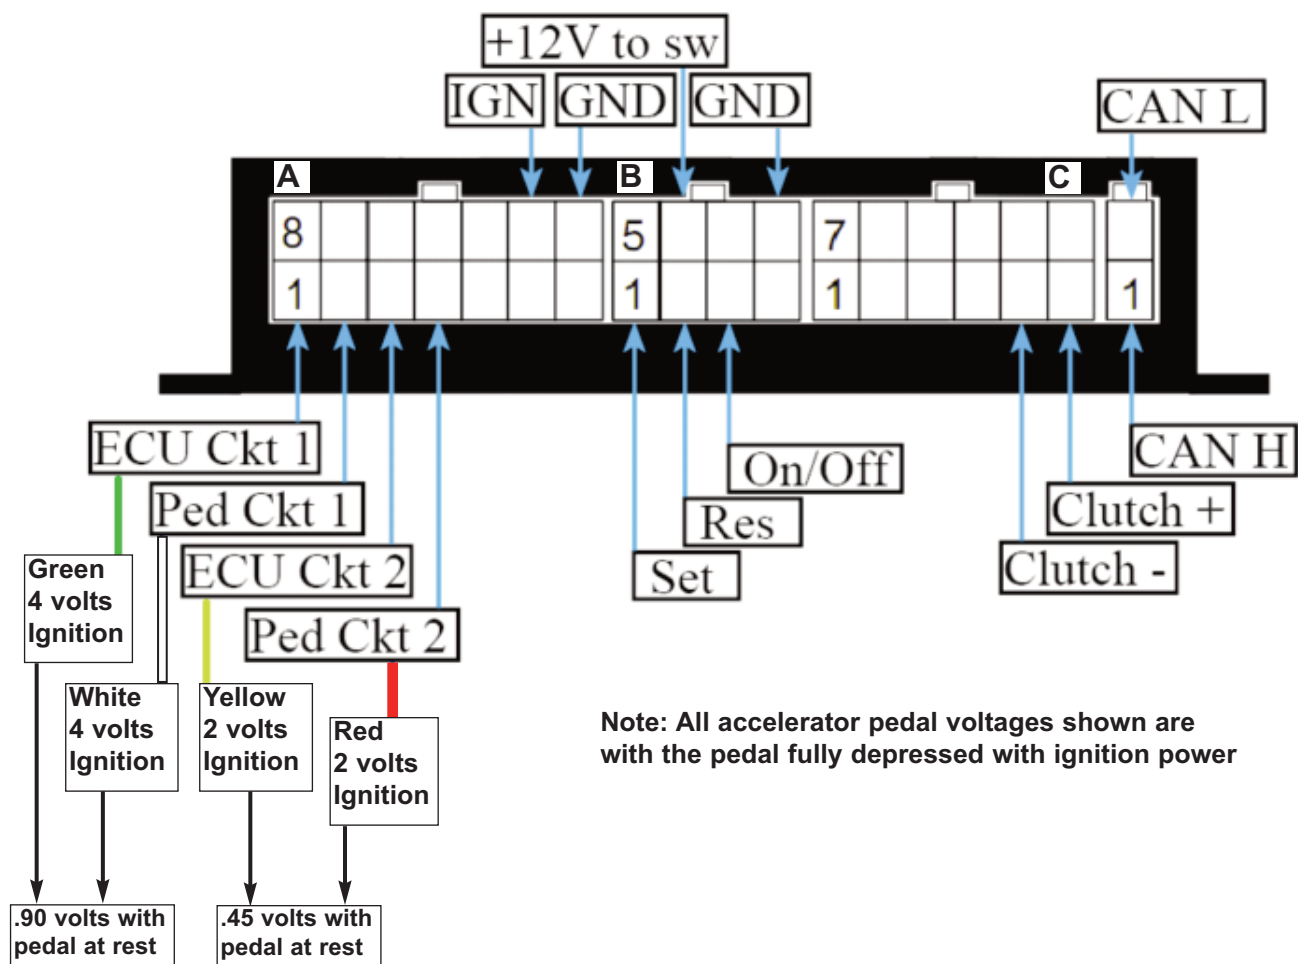 +12V to sw
IGN
GND
GND
CAN L
A
B
C
8
5
7
1
1
1
1
ECU Ckt 1
Ped Ckt 1
ECU Ckt 2
Ped Ckt 2
On/Off
Res
Set
CAN H
Clutch +
Clutch -
Green
4 volts
Ignition
White
4 volts
Ignition
Yellow
2 volts
Ignition
Red
2 volts
Ignition
Note: All accelerator pedal voltages shown are
with the pedal fully depressed with ignition power
.90 volts with
pedal at rest
.45 volts with
pedal at rest